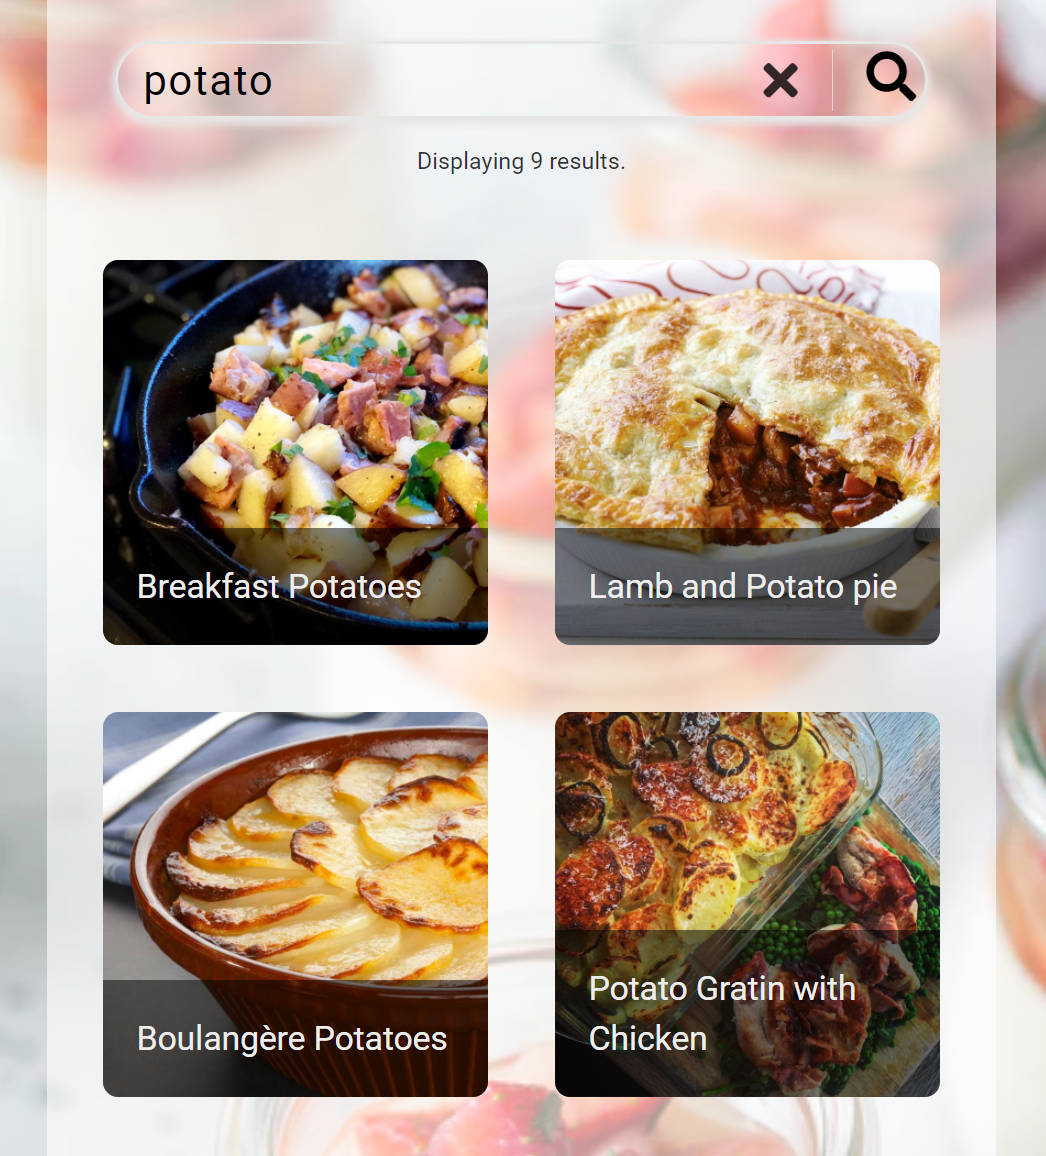 potato
Displaying 9 results.
Breakfast Potatoes
Lamb and Potato pie
Boulangère Potatoes
Potato Gratin with
Chicken